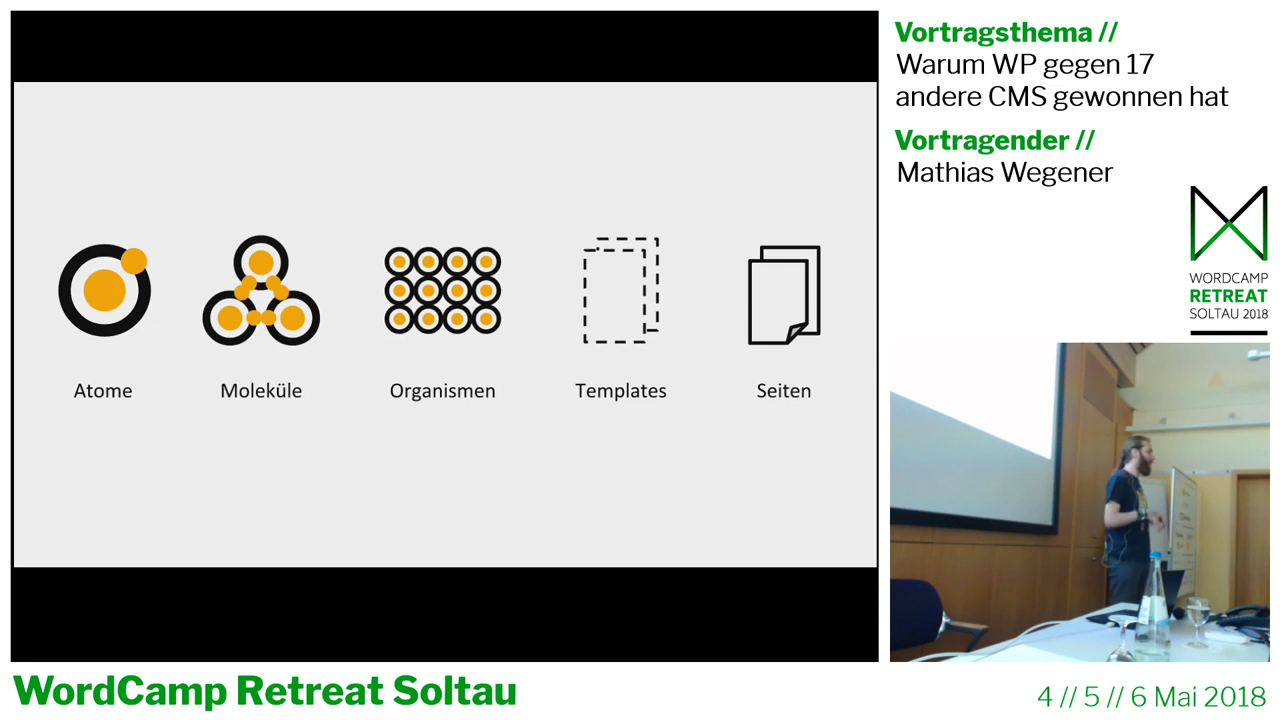 Atome
Moleküle
Organismen
Templates
Seiten
Vortragsthema //
Warum WP gegen 17
andere CMS gewonnen hat
Vortragender //
Mathias Wegener
WORDCAMP
RETREAT
SOLTAU 2018
WordCamp Retreat Soltau
4 // 5 // 6 Mai 2018